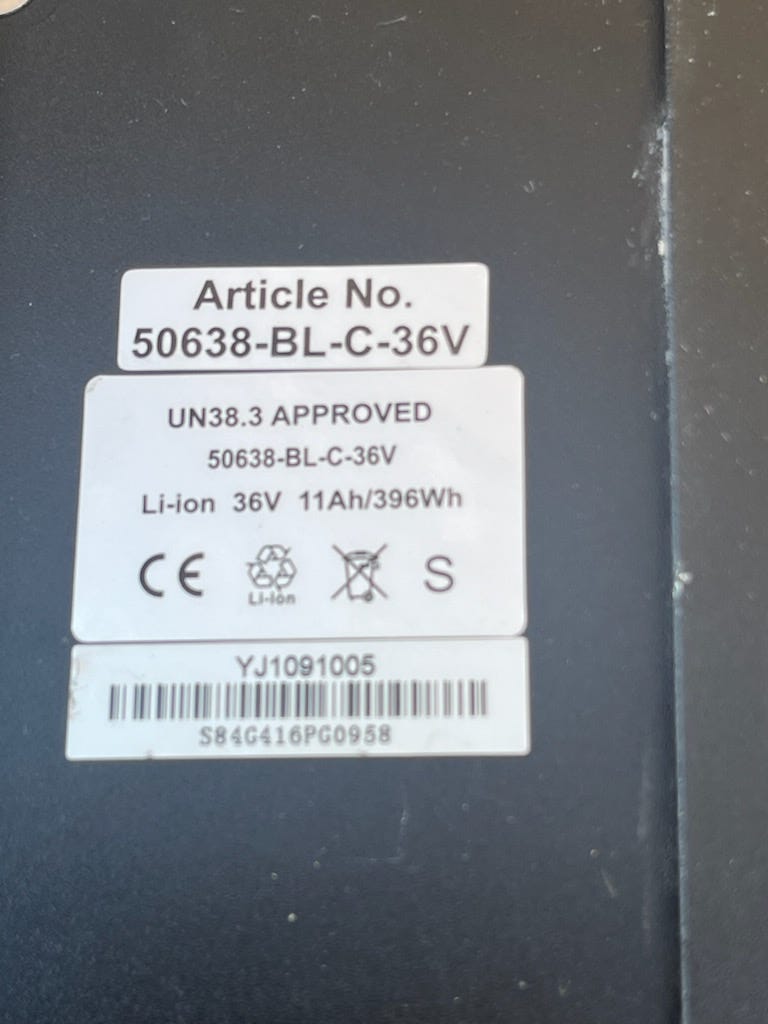 Article No.
50638-BL-C-36V
UN38.3 APPROVED
50638-BL-C-36V
Li-ion 36V 11Ah/396Wh
CE Li-ion S
YJ1091005
S84G416PG0958